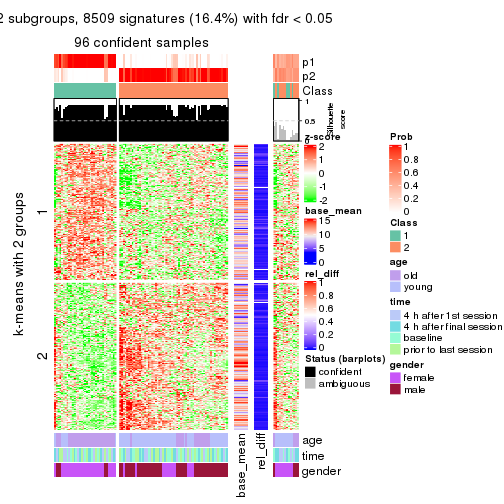 2 subgroups, 8509 signatures (16.4%) with fdr < 0.05
96 confident samples
p1
p2
Class
1
0.5
0
Silhouette
score
k-means with 2 groups
1
2
z-score
2
1
0
-1
-2
base_mean
15
10
5
0
rel_diff
1
0.8
0.6
0.4
0.2
0
Status (barplots)
confident
ambiguous
Prob
1
0.8
0.6
0.4
0.2
0
Class
1
2
age
old
young
time
4 h after 1st session
4 h after final session
baseline
prior to last session
gender
female
male
age
time
gender
base_mean
rel_diff